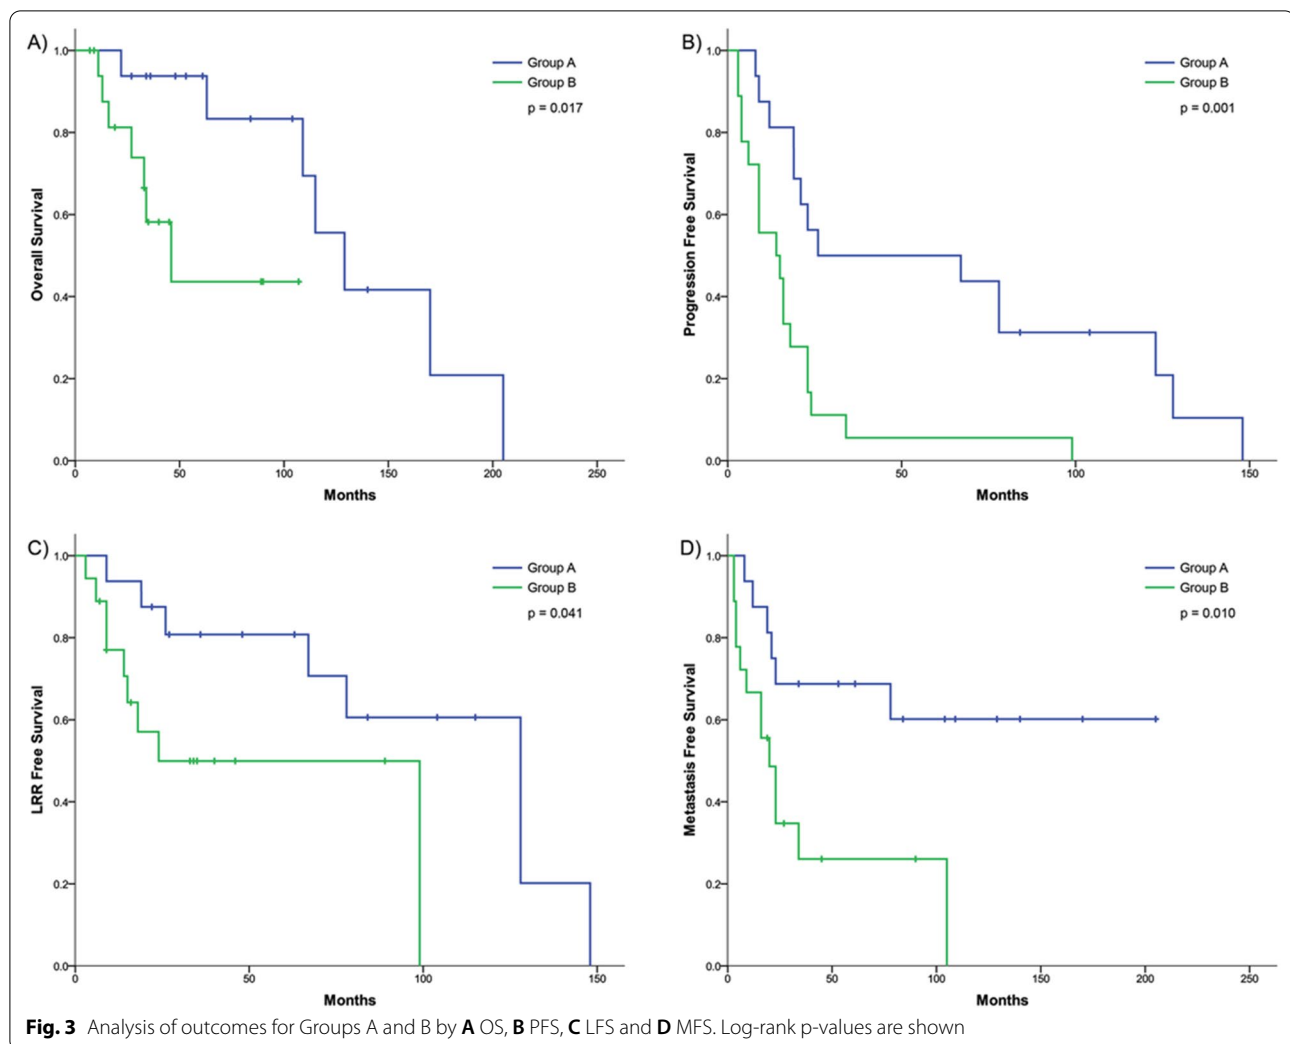 A)
1.0
0.8
0.6
0.4
0.2
0.0
0 50 100 150 200 250
Overall Survival
Months
Group A
Group B
p = 0.017
B)
1.0
0.8
0.6
0.4
0.2
0.0
0 50 100 150
Progression Free Survival
Months
Group A
Group B
p = 0.001
C)
1.0
0.8
0.6
0.4
0.2
0.0
0 50 100 150
LRR Free Survival
Months
Group A
Group B
p = 0.041
D)
1.0
0.8
0.6
0.4
0.2
0.0
0 50 100 150 200 250
Metastasis Free Survival
Months
Group A
Group B
p = 0.010
Fig. 3 Analysis of outcomes for Groups A and B by A OS, B PFS, C LFS and D MFS. Log-rank p-values are shown